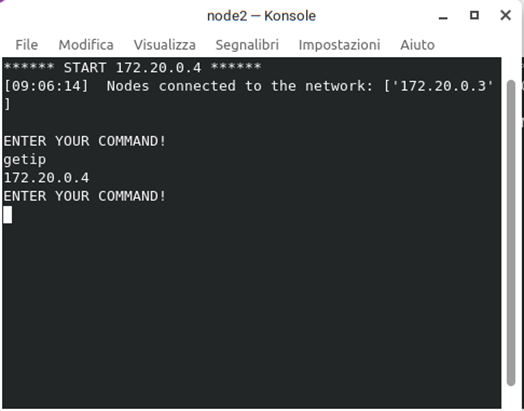 node2 — Konsole
File Modifica Visualizza Segnalibri Impostazioni Aiuto
****** START 172.20.0.4 ******
[09:06:14]  Nodes connected to the network: ['172.20.0.3'
]
ENTER YOUR COMMAND!
getip
172.20.0.4
ENTER YOUR COMMAND!